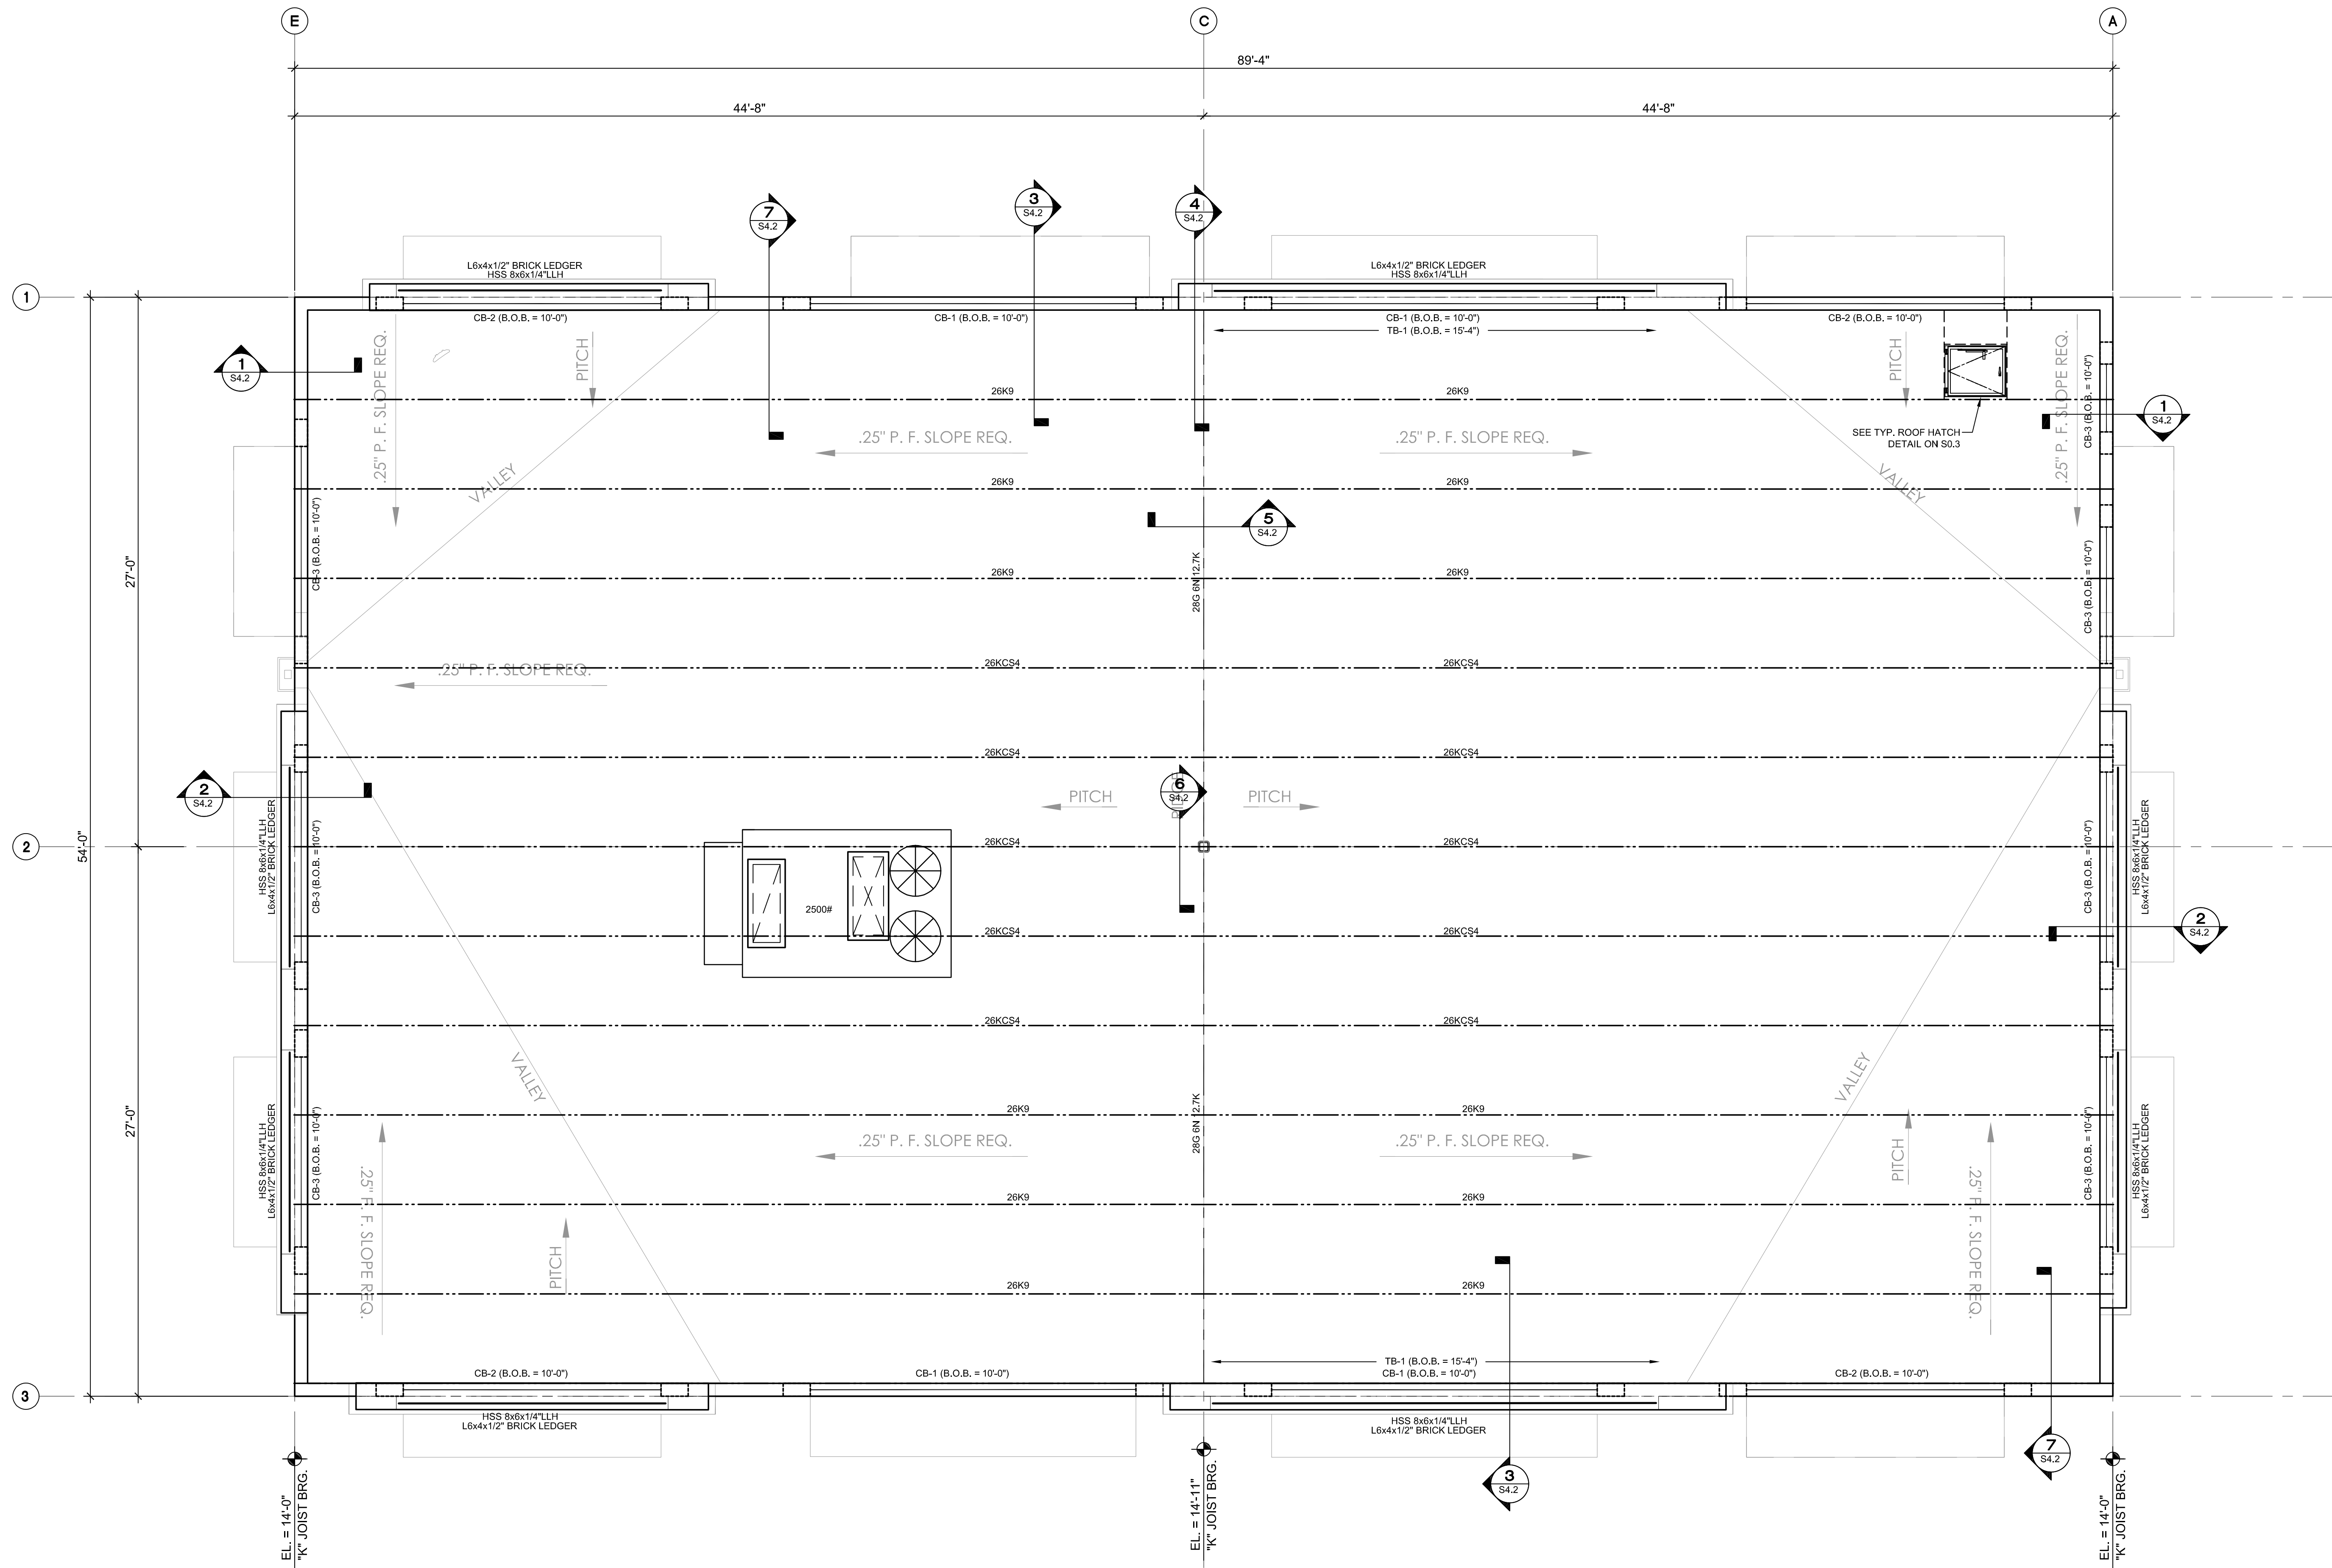 E
C
A
89'-4"
44'-8"
44'-8"
7
S4.2
3
S4.2
4
S4.2
L6x4x1/2" BRICK LEDGER
HSS 8x6x1/4"LLH
L6x4x1/2" BRICK LEDGER
HSS 8x6x1/4"LLH
1
CB-2 (B.O.B. = 10'-0")
CB-1 (B.O.B. = 10'-0")
CB-1 (B.O.B. = 10'-0")
TB-1 (B.O.B. = 15'-4")
CB-2 (B.O.B. = 10'-0")
.25" P. F. SLOPE REQ.
PITCH
PITCH
.25" P. F. SLOPE REQ.
CB-3 (B.O.B. = 10'-0")
1
S4.2
26K9
26K9
1
S4.2
SEE TYP. ROOF HATCH
DETAIL ON S0.3
.25" P. F. SLOPE REQ.
.25" P. F. SLOPE REQ.
VALLEY
VALLEY
26K9
26K9
5
S4.2
27'-0"
CB-3 (B.O.B. = 10'-0")
26K9
28G 6N 12.7K
26K9
CB-3 (B.O.B. = 10'-0")
.25" P. F. SLOPE REQ.
26KCS4
26KCS4
26KCS4
26KCS4
2
S4.2
6
S4.2
PITCH
PITCH
2
S4.2
54'-0"
2
HSS 8x6x1/4"LLH
L6x4x1/2" BRICK LEDGER
CB-3 (B.O.B. = 10'-0")
26KCS4
26KCS4
CB-3 (B.O.B. = 10'-0")
HSS 8x6x1/4"LLH
L6x4x1/2" BRICK LEDGER
2500#
26KCS4
26KCS4
26KCS4
26KCS4
VALLEY
VALLEY
27'-0"
HSS 8x6x1/4"LLH
L6x4x1/2" BRICK LEDGER
CB-3 (B.O.B. = 10'-0")
26K9
28G 6N 12.7K
26K9
CB-3 (B.O.B. = 10'-0")
HSS 8x6x1/4"LLH
L6x4x1/2" BRICK LEDGER
.25" P. F. SLOPE REQ.
.25" P. F. SLOPE REQ.
PITCH
26K9
26K9
.25" F. F. SLOPE REQ.
PITCH
.25" F. F. SLOPE REQ.
26K9
26K9
CB-2 (B.O.B. = 10'-0")
CB-1 (B.O.B. = 10'-0")
TB-1 (B.O.B. = 15'-4")
CB-1 (B.O.B. = 10'-0")
CB-2 (B.O.B. = 10'-0")
3
HSS 8x6x1/4"LLH
L6x4x1/2" BRICK LEDGER
HSS 8x6x1/4"LLH
L6x4x1/2" BRICK LEDGER
7
S4.2
3
S4.2
EL. = 14'-0"
"K" JOIST BRG.
EL. = 14'-11"
"K" JOIST BRG.
EL. = 14'-0"
"K" JOIST BRG.